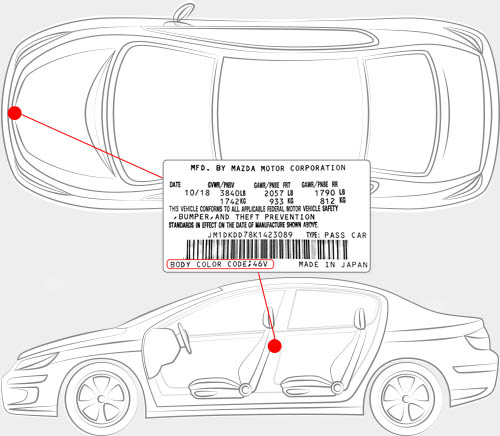 MFD. BY MAZDA MOTOR CORPORATION
DATE GVWR/PNBV GAWR/PNBE FRT GAWR/PNBE RR
10/18 3840LB 2057 LB 1790 LB
1742KG 933 KG 812 KG
THIS VEHICLE CONFORMS TO ALL APPLICABLE FEDERAL MOTOR VEHICLE SAFETY
,BUMPER,AND THEFT PREVENTION
STANDARDS IN EFFECT ON THE DATE OF MANUFACTURE SHOWN ABOVE.
JM1DKDD78K1423089 TYPE: PASS CAR
BODY COLOR CODE;46V MADE IN JAPAN